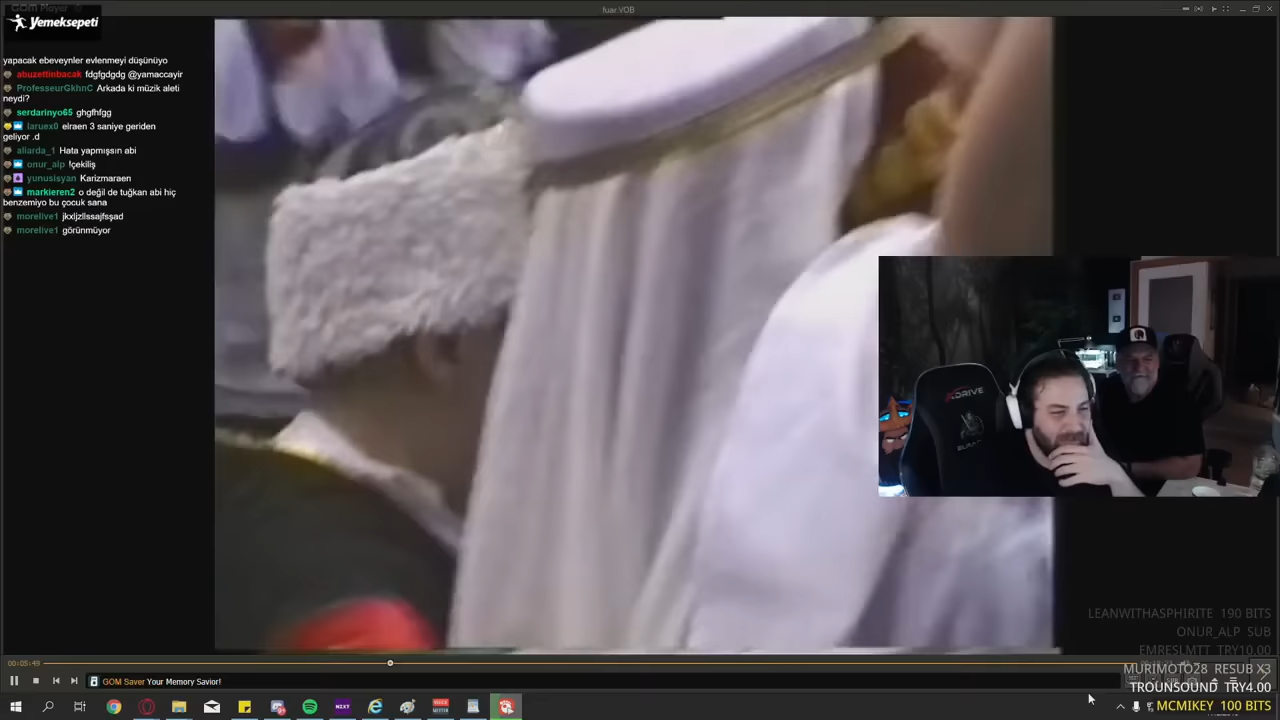 GOM Player
fuar.VOB
Yemeksepeti
yapacak ebeveynler evlenmeyi düşünüyo
abuzettinbacak fdgfgdgdg @yamaccayir
ProfesseurGkhnC Arkada ki müzik aleti
neydi?
serdarinyo65 ghgfhfgg
laruex0 elraen 3 saniye geriden
geliyor .d
aliarda_1 Hata yapmışsın abi
onur_alp !çekiliş
yunusisyan Karizmaraen
markieren2 o değil de tuğkan abi hiç
benzemiyo bu çocuk sana
morelive1 jkxljzllssajfsşad
morelive1 görünmüyor
DRIVE
LEANWITHASPHIRITE 190 BITS
ONUR_ALP SUB
EMRESLMTT TRY10.00
MURIMOTO28 RESUB X3
TROUNSOUND TRY4.00
MCMIKEY 100 BITS
00:05:49
GOM Saver Your Memory Savior!